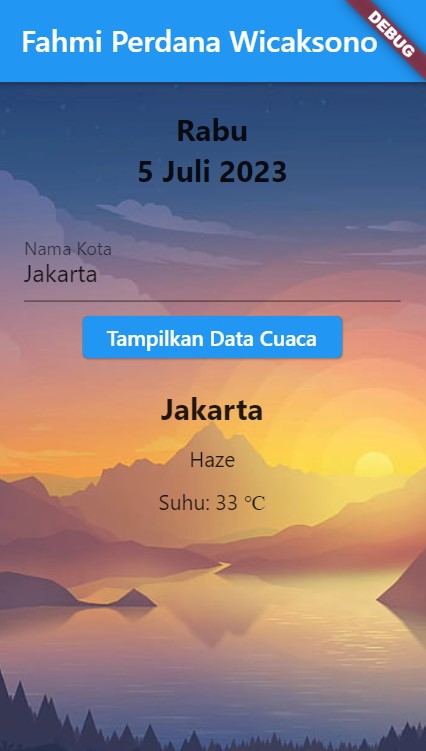 Fahmi Perdana Wicaksono
DEBUG
Rabu
5 Juli 2023
Nama Kota
Jakarta
Tampilkan Data Cuaca
Jakarta
Haze
Suhu: 33 ℃